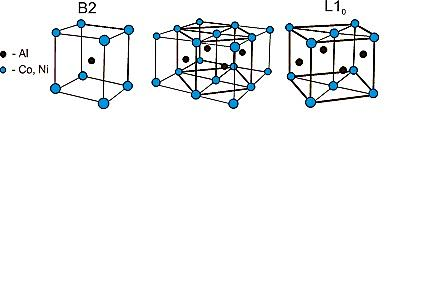 B2
L1₀
- Al
- Co, Ni